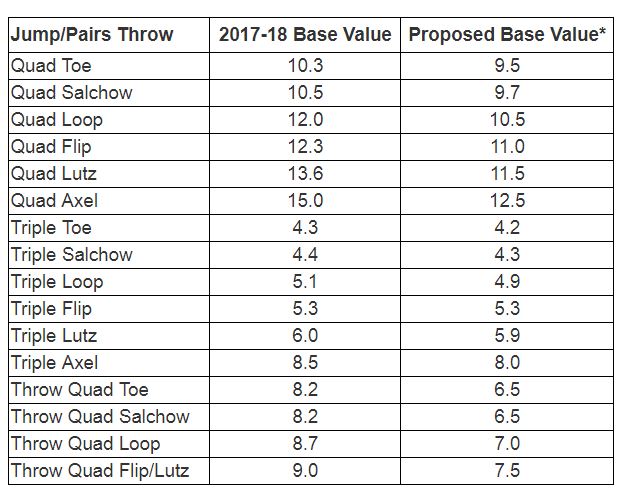 Jump/Pairs Throw 2017-18 Base Value Proposed Base Value*
Quad Toe 10.3 9.5
Quad Salchow 10.5 9.7
Quad Loop 12.0 10.5
Quad Flip 12.3 11.0
Quad Lutz 13.6 11.5
Quad Axel 15.0 12.5
Triple Toe 4.3 4.2
Triple Salchow 4.4 4.3
Triple Loop 5.1 4.9
Triple Flip 5.3 5.3
Triple Lutz 6.0 5.9
Triple Axel 8.5 8.0
Throw Quad Toe 8.2 6.5
Throw Quad Salchow 8.2 6.5
Throw Quad Loop 8.7 7.0
Throw Quad Flip/Lutz 9.0 7.5